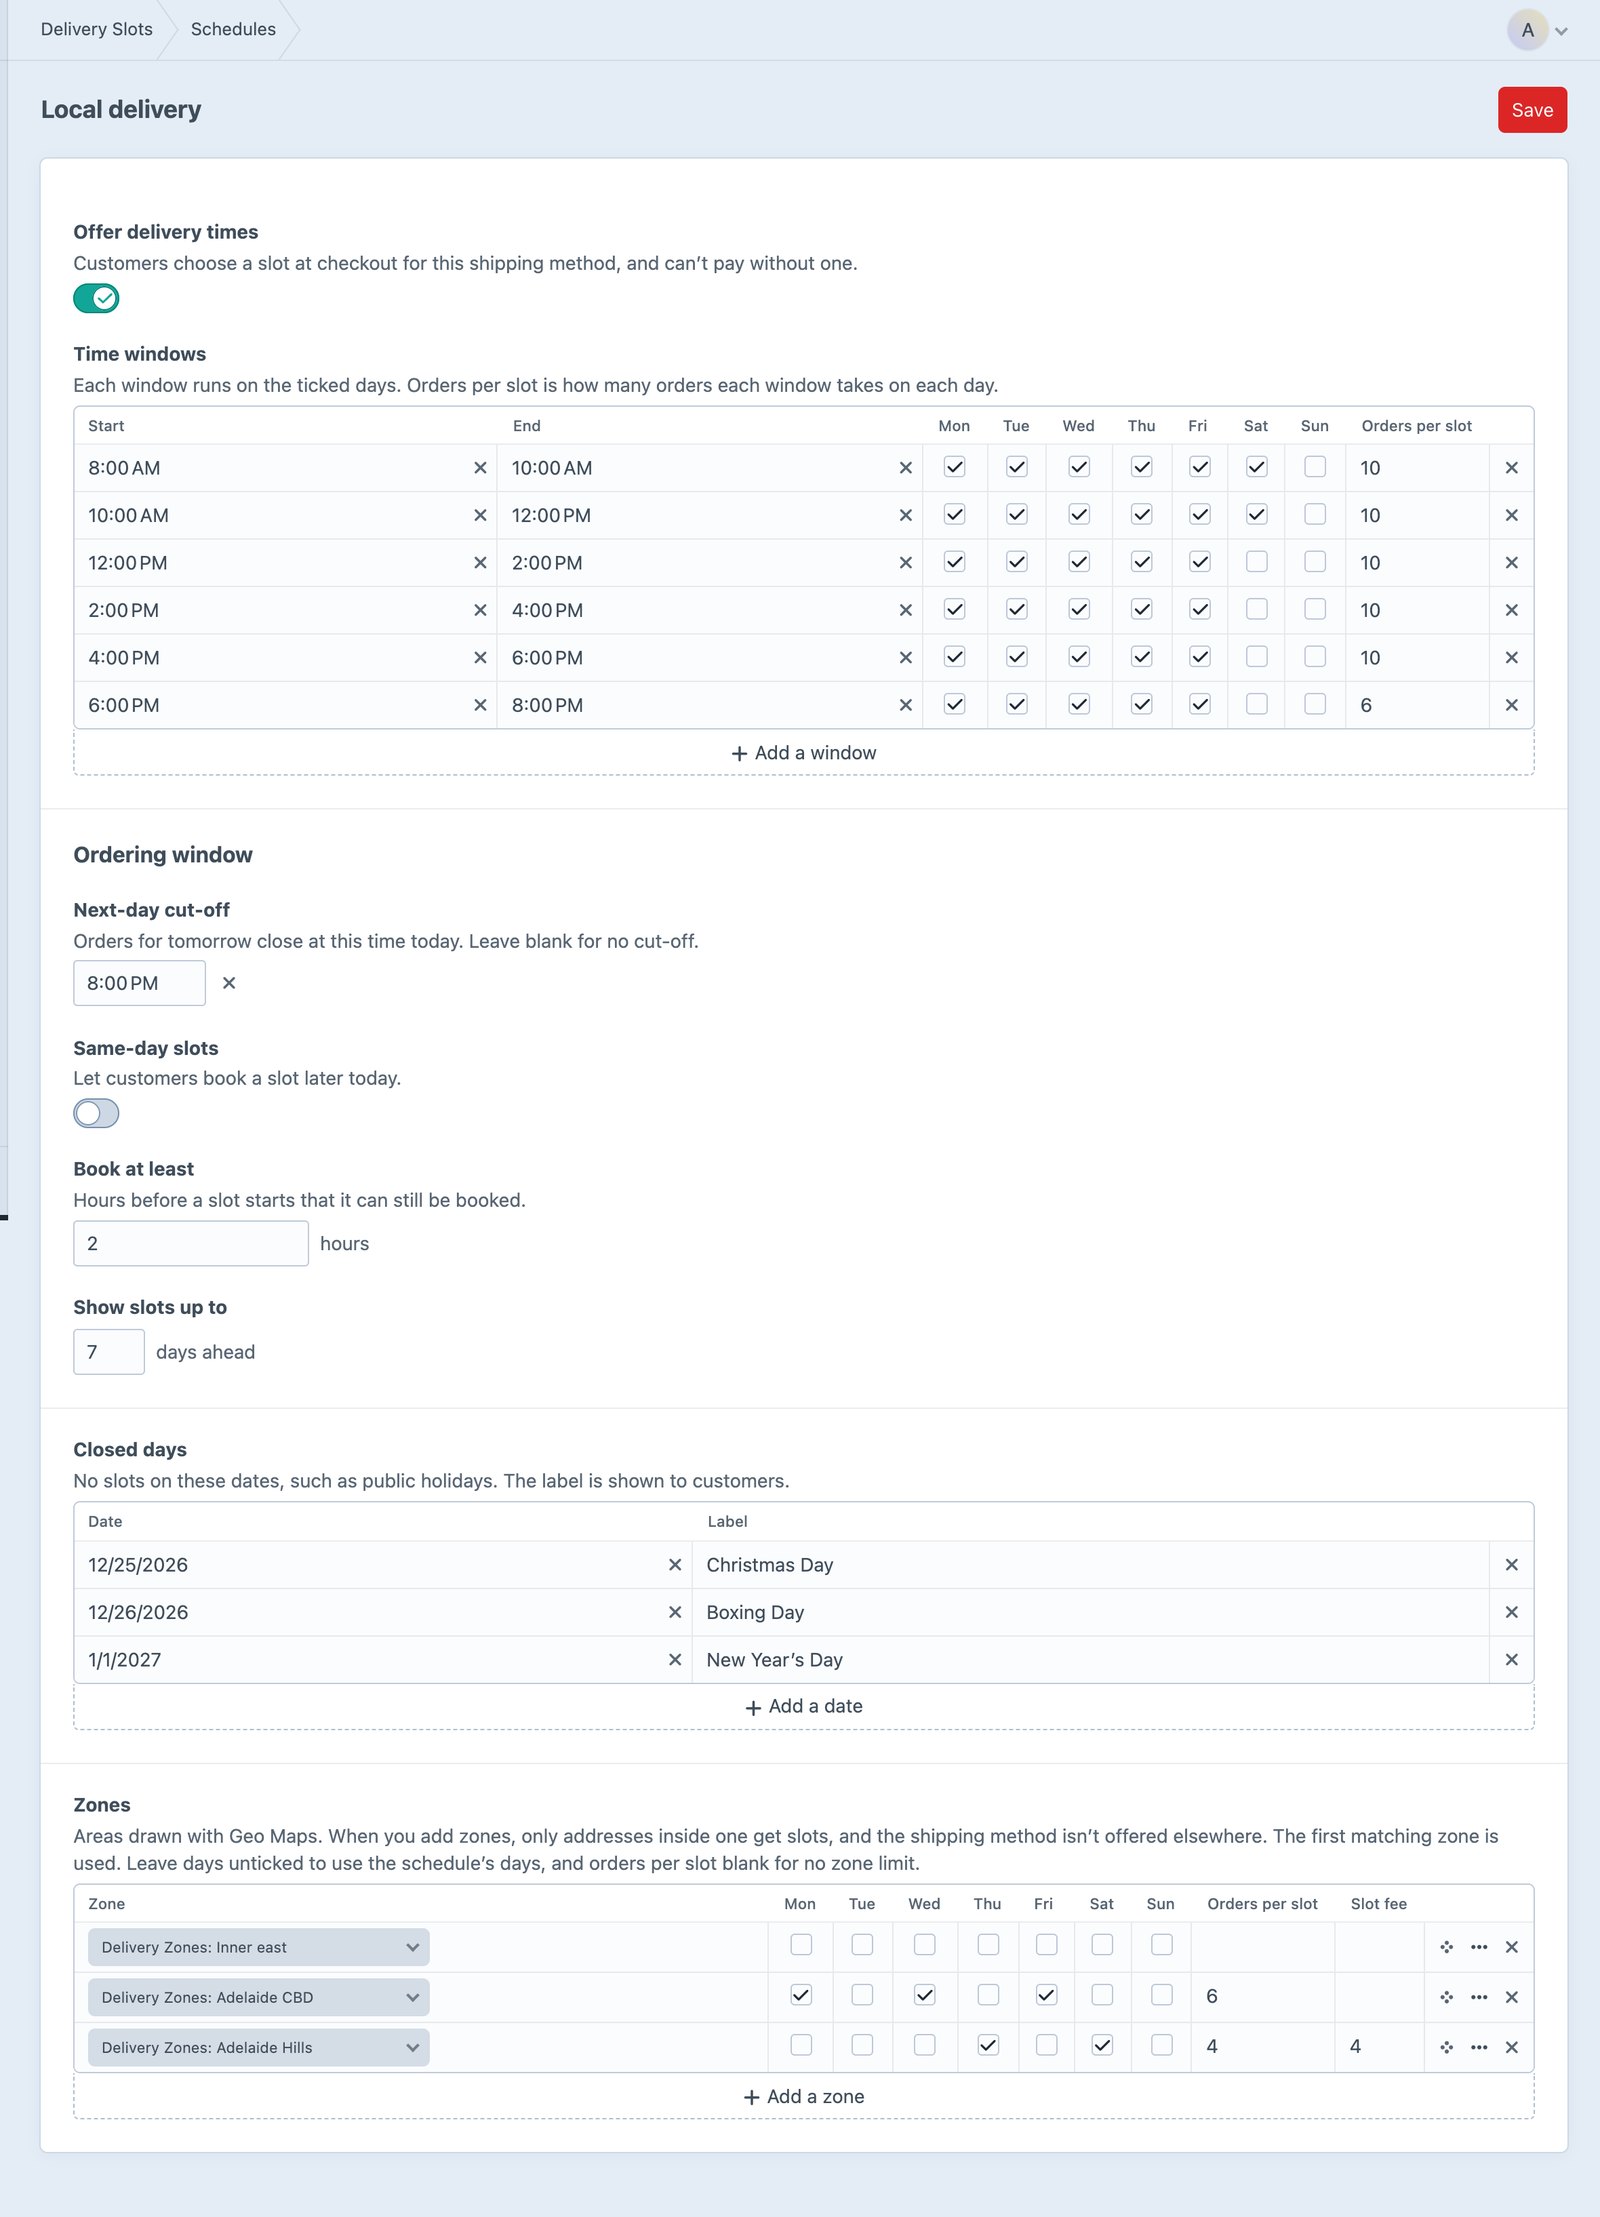 Delivery Slots
Schedules
A
Local delivery
Save
Offer delivery times
Customers choose a slot at checkout for this shipping method, and can’t pay without one.
Time windows
Each window runs on the ticked days. Orders per slot is how many orders each window takes on each day.
Start End Mon Tue Wed Thu Fri Sat Sun Orders per slot
8:00 AM 10:00 AM 10
10:00 AM 12:00 PM 10
12:00 PM 2:00 PM 10
2:00 PM 4:00 PM 10
4:00 PM 6:00 PM 10
6:00 PM 8:00 PM 6
+ Add a window
Ordering window
Next-day cut-off
Orders for tomorrow close at this time today. Leave blank for no cut-off.
8:00 PM
Same-day slots
Let customers book a slot later today.
Book at least
Hours before a slot starts that it can still be booked.
2 hours
Show slots up to
7 days ahead
Closed days
No slots on these dates, such as public holidays. The label is shown to customers.
Date Label
12/25/2026 Christmas Day
12/26/2026 Boxing Day
1/1/2027 New Year’s Day
+ Add a date
Zones
Areas drawn with Geo Maps. When you add zones, only addresses inside one get slots, and the shipping method isn’t offered elsewhere. The first matching zone is
used. Leave days unticked to use the schedule’s days, and orders per slot blank for no zone limit.
Zone Mon Tue Wed Thu Fri Sat Sun Orders per slot Slot fee
Delivery Zones: Inner east
Delivery Zones: Adelaide CBD 6
Delivery Zones: Adelaide Hills 4 4
+ Add a zone